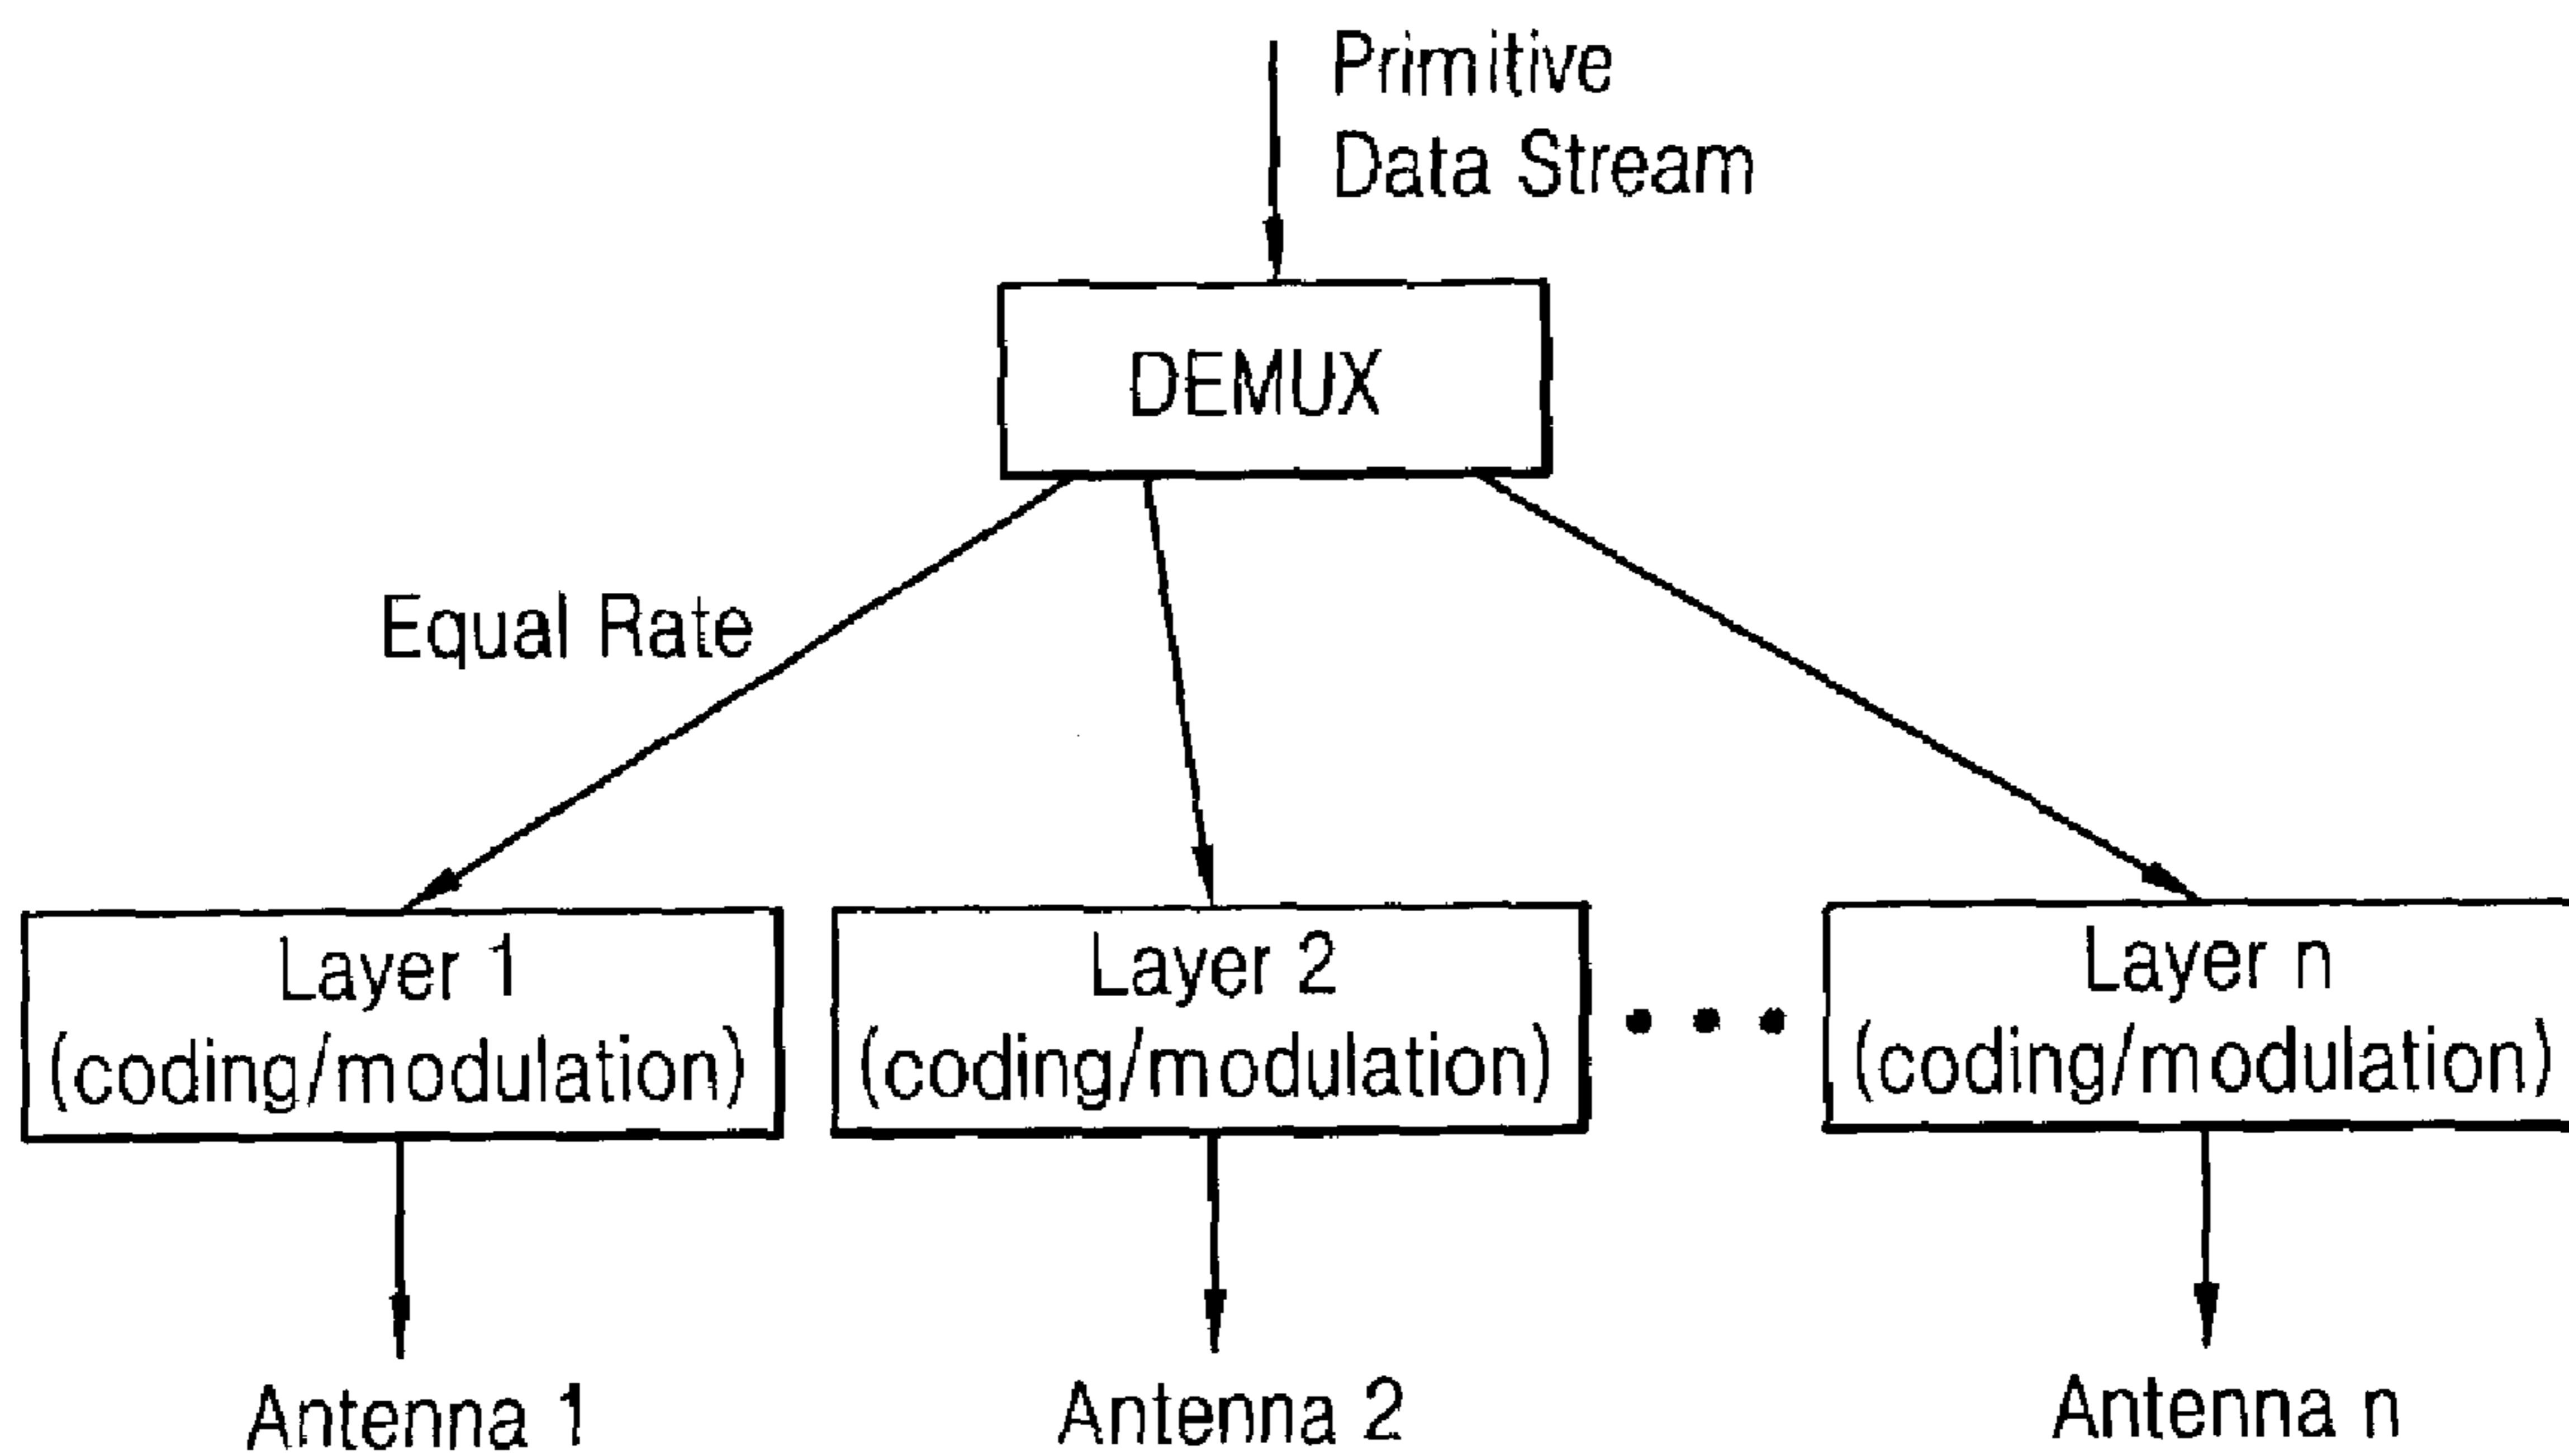 Primitive
Data Stream
DEMUX
Equal Rate
Layer 1
(coding/modulation)
Layer 2
(coding/modulation)
Layer n
(coding/modulation)
Antenna 1
Antenna 2
Antenna n